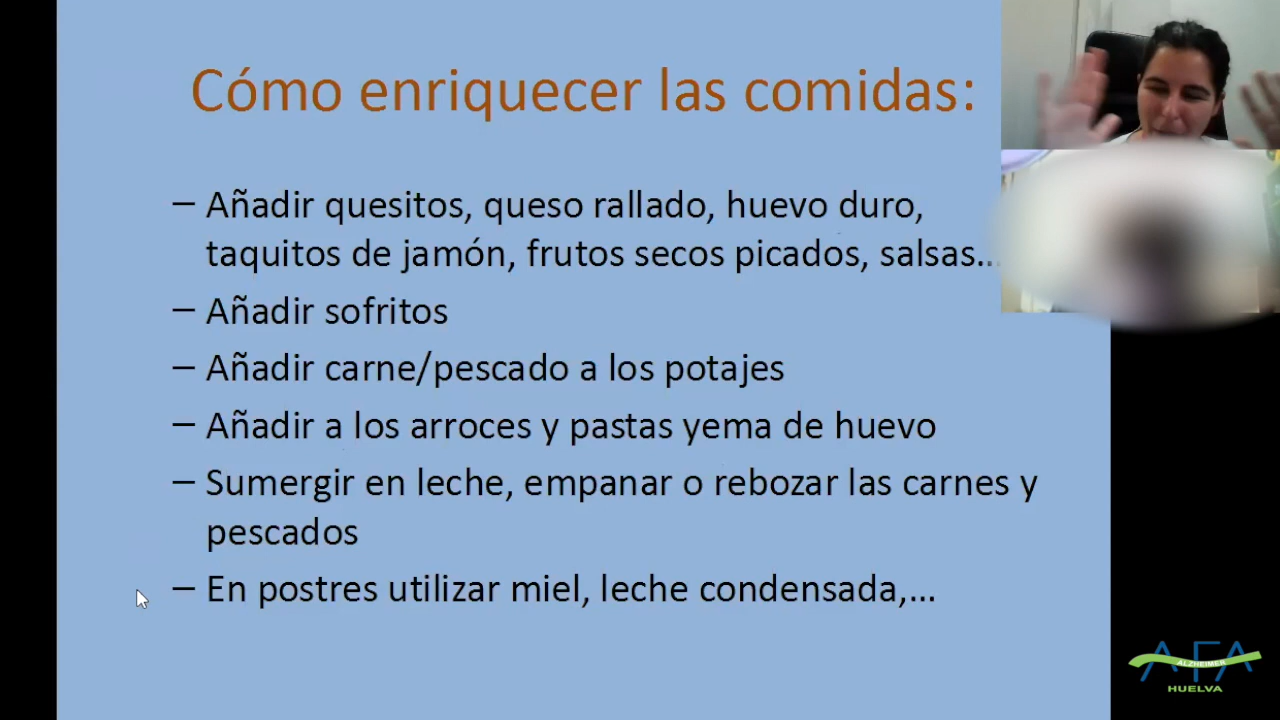 Cómo enriquecer las comidas:
– Añadir quesitos, queso rallado, huevo duro,
taquitos de jamón, frutos secos picados, salsas...
– Añadir sofritos
– Añadir carne/pescado a los potajes
– Añadir a los arroces y pastas yema de huevo
– Sumergir en leche, empanar o rebozar las carnes y
pescados
– En postres utilizar miel, leche condensada,...
AFA
ALZHEIMER
HUELVA